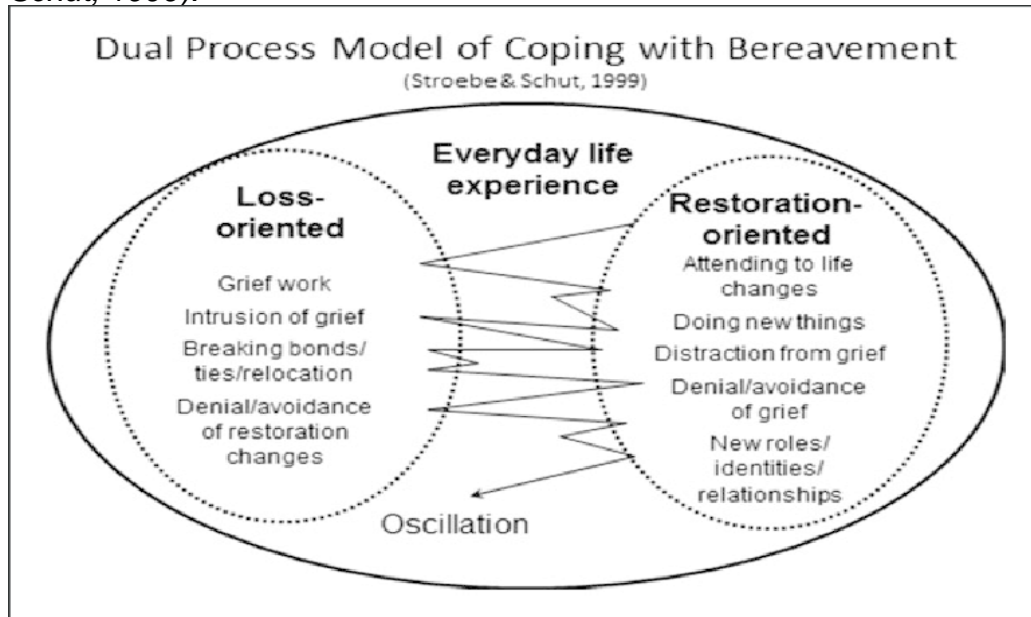 Dual Process Model of Coping with Bereavement
(Stroebe & Schut, 1999)
Everyday life
experience
Loss-
oriented
Grief work
Intrusion of grief
Breaking bonds/
ties/relocation
Denial/avoidance
of restoration
changes
Restoration-
oriented
Attending to life
changes
Doing new things
Distraction from grief
Denial/avoidance
of grief
New roles/
identities/
relationships
Oscillation